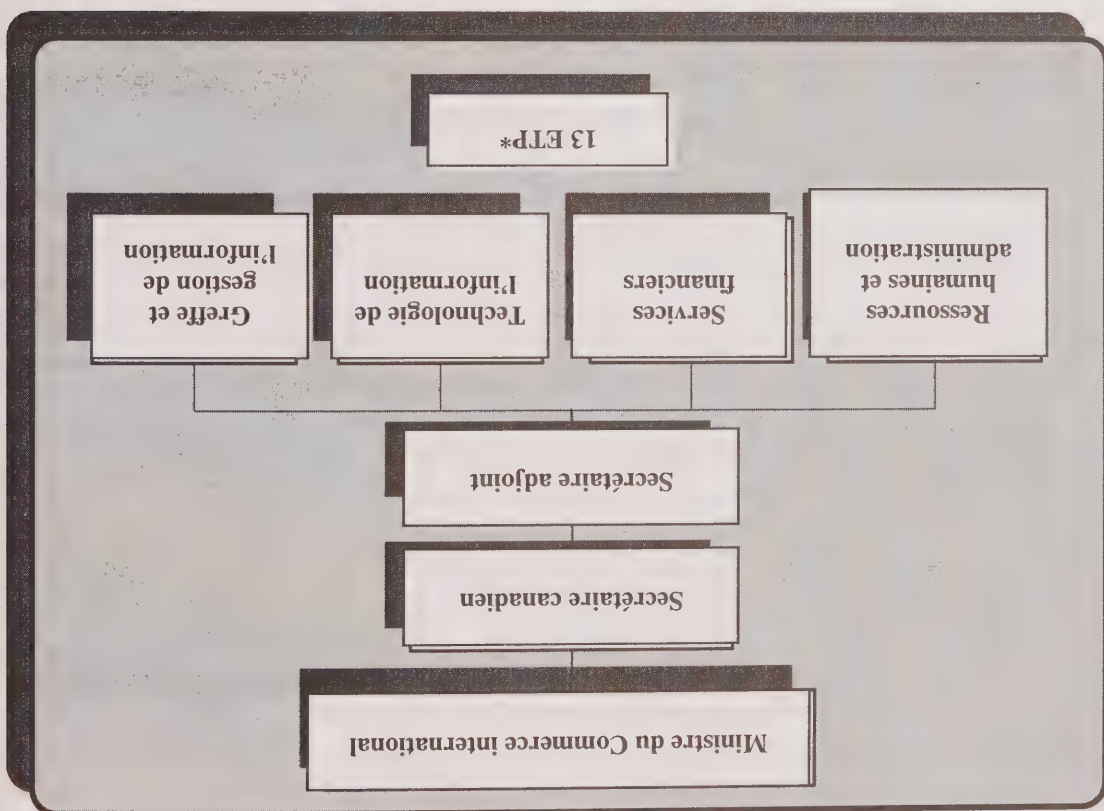 Ministre du Commerce international
Secrétaire canadien
Secrétaire adjoint
Ressources
humaines et
administration
Services
financiers
Technologie de
l'information
Greffe et
gestion de
l'information
13 ETP*